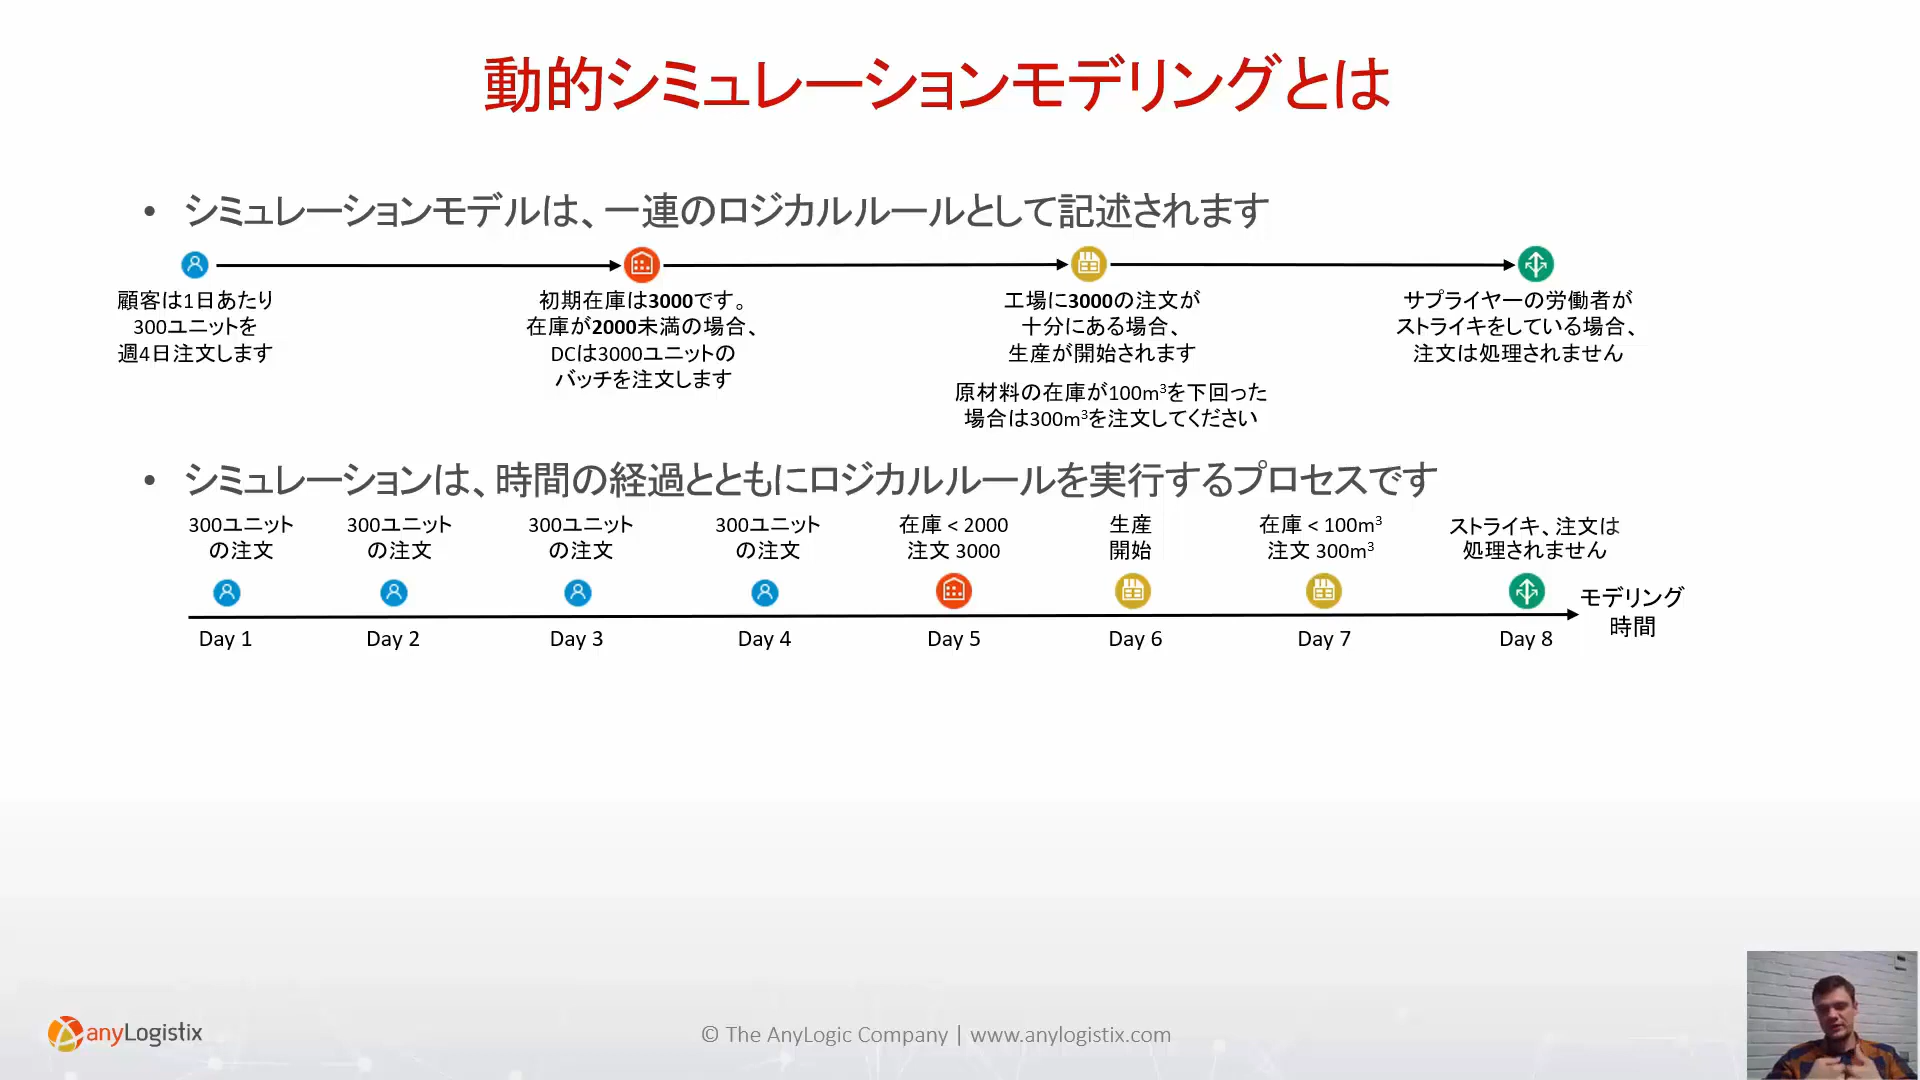 動的シミュレーションモデリングとは
• シミュレーションモデルは、一連のロジカルルールとして記述されます
顧客は1日あたり
300ユニットを
週4日注文します
初期在庫は3000です。
在庫が2000未満の場合、
DCは3000ユニットの
バッチを注文します
工場に3000の注文が
十分にある場合、
生産が開始されます
原材料の在庫が100m³を下回った
場合は300m³を注文してください
サプライヤーの労働者が
ストライキをしている場合、
注文は処理されません
• シミュレーションは、時間の経過とともにロジカルルールを実行するプロセスです
300ユニット
の注文
300ユニット
の注文
300ユニット
の注文
300ユニット
の注文
在庫 < 2000
注文 3000
生産
開始
在庫 < 100m³
注文 300m³
ストライキ、注文は
処理されません
モデリング
時間
Day 1
Day 2
Day 3
Day 4
Day 5
Day 6
Day 7
Day 8
anyLogistix
© The AnyLogic Company | www.anylogistix.com